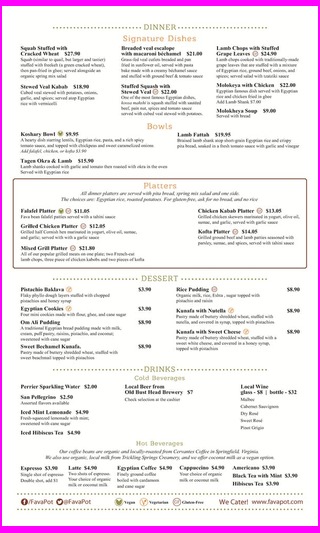 DINNER
Signature Dishes
Squash Stuffed with
Cracked Wheat $27.90
Squash (similar to squat, but larger and tastier)
stuffed with freekeh (a green cracked wheat),
then pan-fried in ghee, served alongside an
organic spring mix salad
Stewed Veal Kabab $18.90
Cubed veal stewed with potatoes, onions,
garlic, and spices; served atop Egyptian
rice with vermicelli
Breaded veal escalope
with macaroni béchamel $21.00
Grass-fed veal cutlets breaded and pan
fried in sunflower oil, served with pasta
bake made with a creamy béchamel sauce
and stuffed with ground beef & tomato sauce
Stuffed Squash with
Stewed Veal $22.00
One of the most famous Egyptian dishes,
kousa mahshi is squash stuffed with minted
beef, puts nut, spices and tomato sauce
served with cubed veal stewed with potatoes.
Lamb Chops with Stuffed
Grape Leaves $24.90
Lamb chops cooked with traditionally-made
grape leaves that are stuffed with a mixture
of Egyptian rice, ground beef, onions, and
spices; served salad with tzatziki sauce
Molokeya with Chicken $22.00
Egyptian famous dish served with Egyptian
rice and chicken fried in ghee
Add Lamb Shank $7.00
Molokheya Soup $9.00
Served with bread
Bowls
Koshary Bowl $9.95
A hearty dish starring lentils, Egyptian rice, pasta, and a rich spicy
tomato sauce, and topped with chickpeas and sweet caramelized onions
Add falafel, chicken, or kofta $3.90
Tagen Okra & Lamb $15.90
Lamb shanks cooked with garlic and tomato then roasted with okra in the oven
Served with Egyptian rice
Lamb Fattah $19.95
Braised lamb shank atop short-grain Egyptian rice and crispy
pita bread, soaked in a fresh tomato sauce with garlic and vinegar
Platters
All dinner platters are served with pita bread, spring mix salad and one side.
The choices are: Egyptian rice, roasted potatoes. For gluten-free, ask for no bread, and no rice
Falafel Platter $11.05
Fava bean falafel patties served with a tahini sauce
Grilled Chicken Platter $12.05
Grilled half Cornish hen marinated in yogurt, olive oil, sumac,
and garlic; served with with a garlic sauce
Mixed Grill Platter $21.80
All of our popular grilled meats on one plate; two French-cut
lamb chops, three piece of chicken kabobs and two pieces of kofta
Chicken Kabab Platter $13.05
Grilled chicken skewers marinated in yogurt, olive oil,
sumac, and garlic, served with a garlic sauce
Kofta Platter $14.05
Grilled ground beef and lamb patties seasoned with
parsley, sumac, and spices, served with tahini sauce
DESSERT
Pistachio Baklava $3.90
Flaky phyllo dough layers stuffed with chopped
pistachios and honey syrup
Egyptian Cookies $3.90
Four mint cookies made with flour, ghee, and cane sugar
Om Ali Pudding $8.90
A traditional Egyptian bread pudding made with milk,
cream, puff pastry, raisins, pistachio, and coconut;
sweetened with cane sugar
Sweet Bechamel Kunafa. $8.90
Pastry made of buttery shredded wheat, stuffed with
sweet beachmael topped with pistachio
Rice Pudding $8.90
Organic milk, rice, Estira , sugar topped with
pistachio and raisin
Kunafa with Nutella $8.90
Pastry made of buttery shredded wheat, stuffed with
nutella, and covered in syrup, topped with pistachio
Kunafa with Sweet Cheese $8.90
Pastry made of buttery shredded wheat, stuffed with a
sweet white cheese, and covered in a honey syrup,
topped with pistachio
DRINKS
Cold Beverages
Perrier Sparkling Water $2.00
San Pellegrino $2.50
Assorted flavors available
Iced Mint Lemonade $4.90
Fresh-squeezed lemonade with mint;
sweetened with cane sugar
Iced Hibiscus Tea $4.90
Local Beer from
Old Bust Head Brewery $7
Check selection at the cashier
Local Wine
glass - $8 | bottle - $32
Malbec
Cabernet Sauvignon
Dry Rosé
Sweet Rosé
Pinot Grigio
Hot Beverages
Our coffee beans are organic and locally-roasted from Cervantes Coffee in Springfield, Virginia.
We also use organic, local milk from Trickling Springs Creamery, and we offer coconut milk as a vegan option.
Espresso $3.90
Single shot of espresso
Double shot, add $1
Latte $4.90
Two shots of espresso.
Your choice of organic
milk or coconut milk
Egyptian Coffee $4.90
Finely ground coffee
boiled with cardamom
and cane sugar
Cappuccino $4.90
Your choice of organic
milk or coconut milk
Americano $3.90
Black Tea with Mint $3.90
Hibiscus Tea $3.90
/FavaPot @FavaPot Vegan Vegetarian Gluten-Free We Cater! www.favapot.com